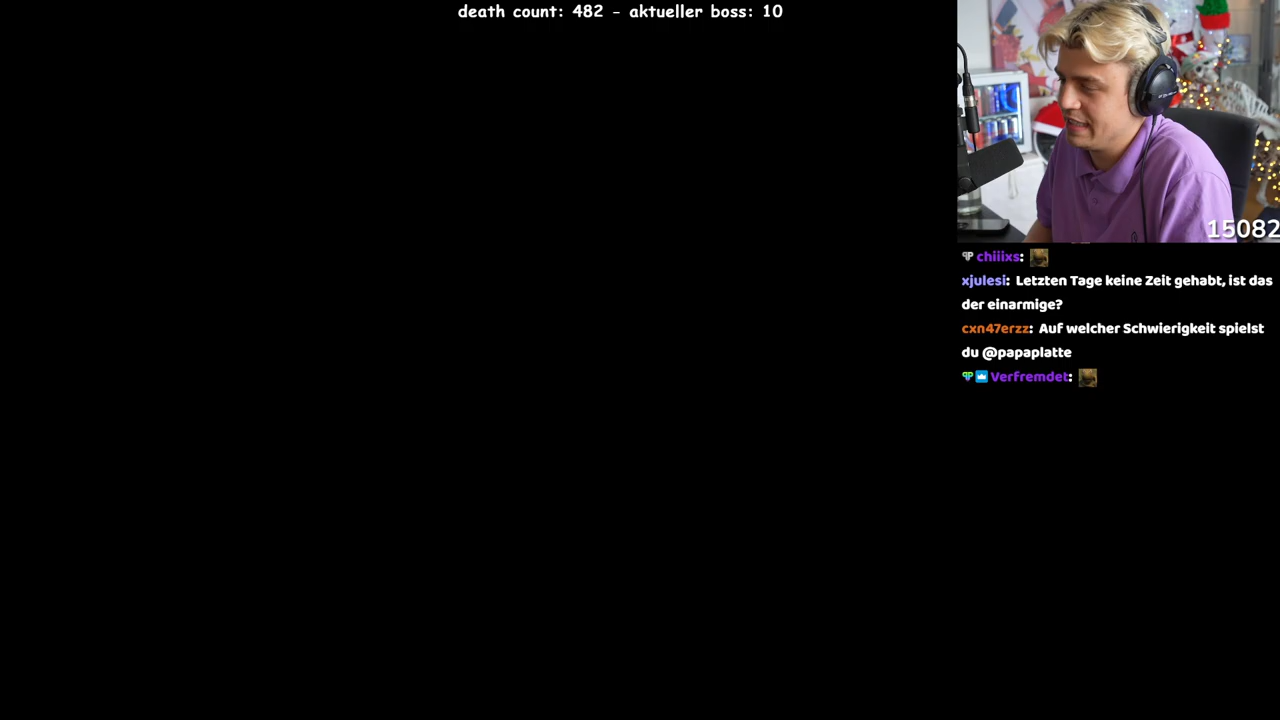 death count: 482 - aktueller boss: 10
15082
chiiixs:
xjulesi: Letzten Tage keine Zeit gehabt, ist das
der einarmige?
cxn47erzz: Auf welcher Schwierigkeit spielst
du @papaplatte
Verfremdet: